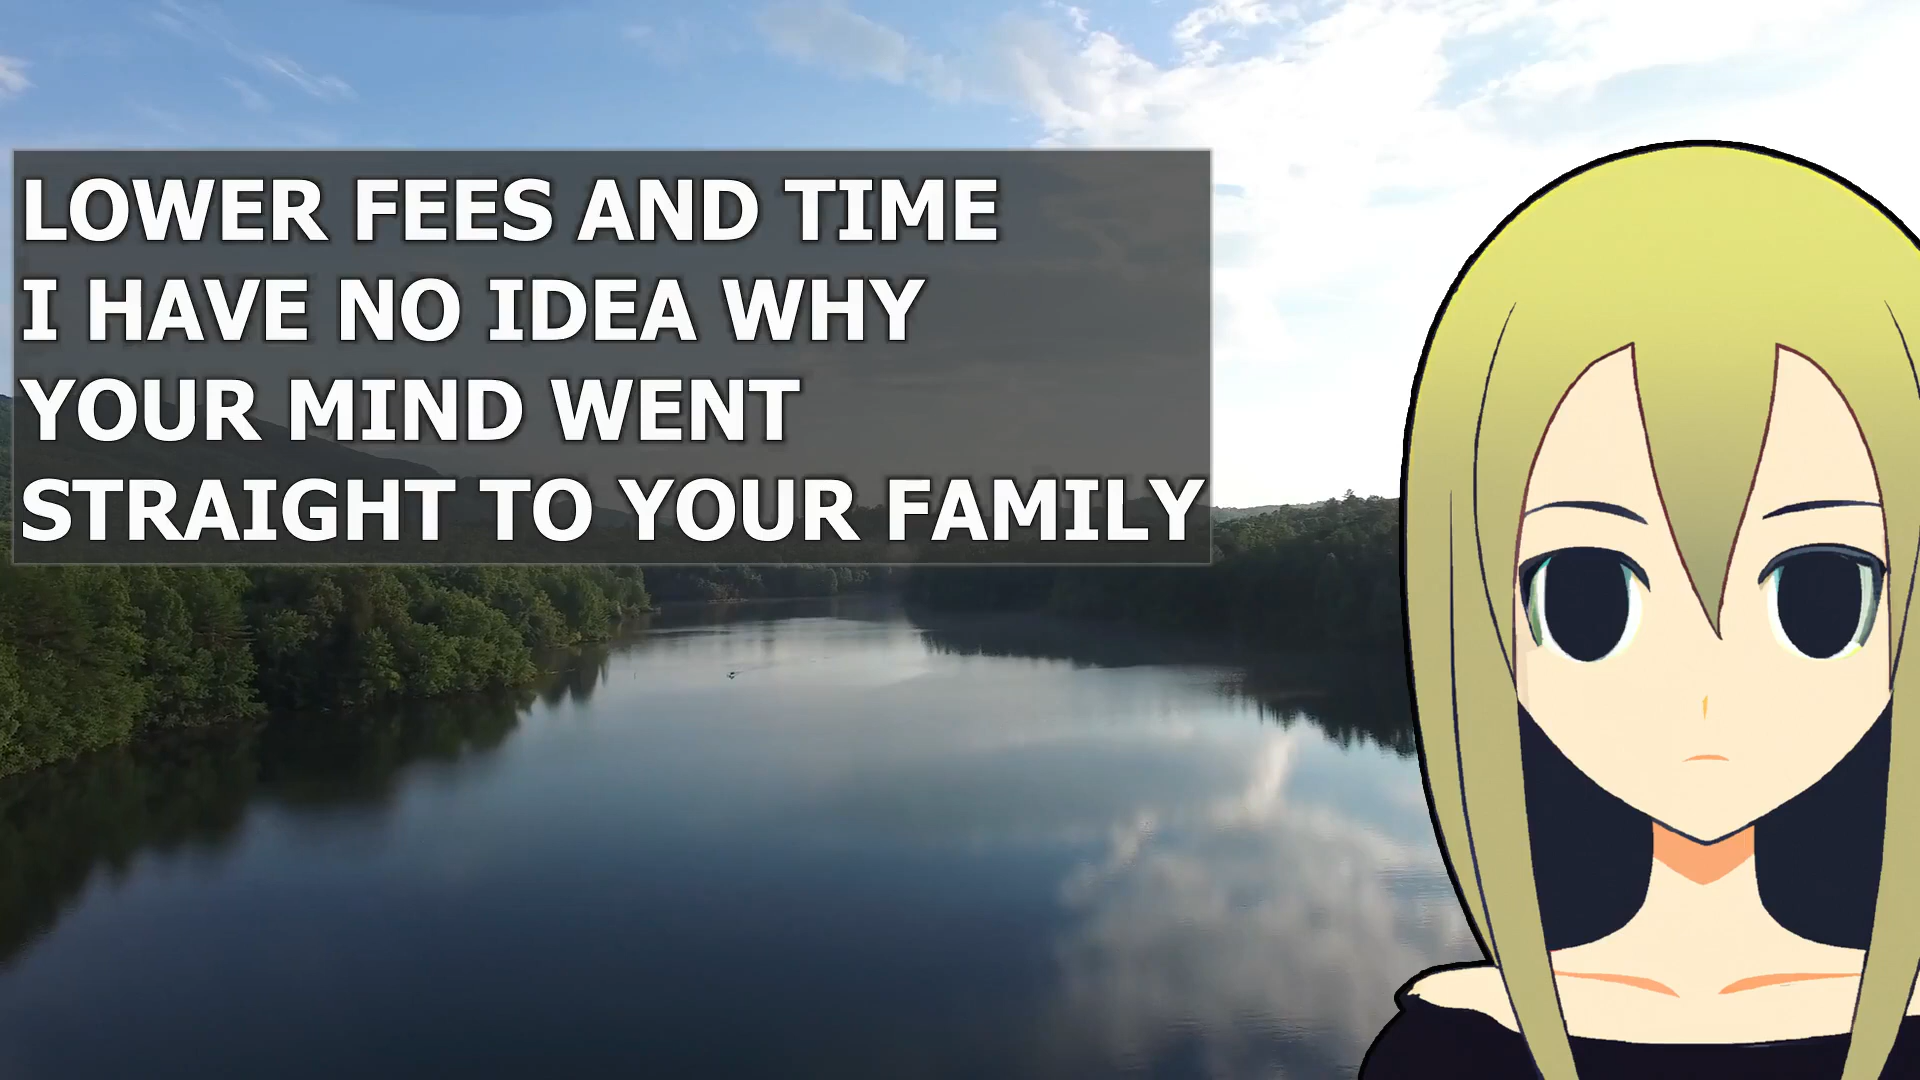 LOWER FEES AND TIME
I HAVE NO IDEA WHY
YOUR MIND WENT
STRAIGHT TO YOUR FAMILY